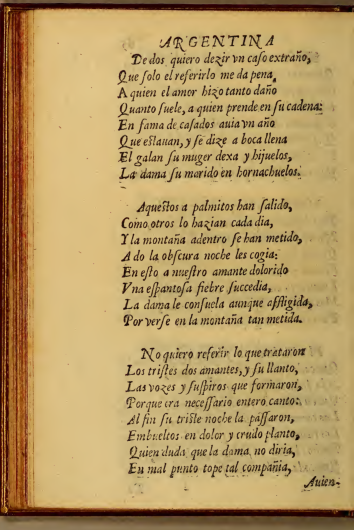 ARGENTINA
De dos quiero dezir vn caſo extraño,
Que ſolo el referirlo me da pena,
A quien el amor hizo tanto daño
Quanto ſuele, a quien prende en ſu cadena:
En fama de caſados auia vn año
Que eſtauan, y ſe dize a boca llena
El galan ſu muger dexa y hijuelos,
La dama ſu marido en hornachuelos.
Aqueſtos a palmitos han ſalido,
Como otros lo hazian cada dia,
Y la montaña adentro ſe han metido,
A do la obſcura noche les cogia:
En eſto a nueſtro amante dolorido
Vna eſpantoſa fiebre ſuccedia,
La dama le conſuela aunque affligida,
Por verſe en la montaña tan metida.
No quiero referir lo que trataron
Los triſtes dos amantes, y ſu llanto,
Las vozes y ſuſpiros que formaron,
Porque era neceſſario entero canto:
Al fin ſu triſte noche la paſſaron,
Embueltos en dolor y crudo planto,
Quien duda que la dama no diria,
En mal punto tope tal compañia,
Auien-